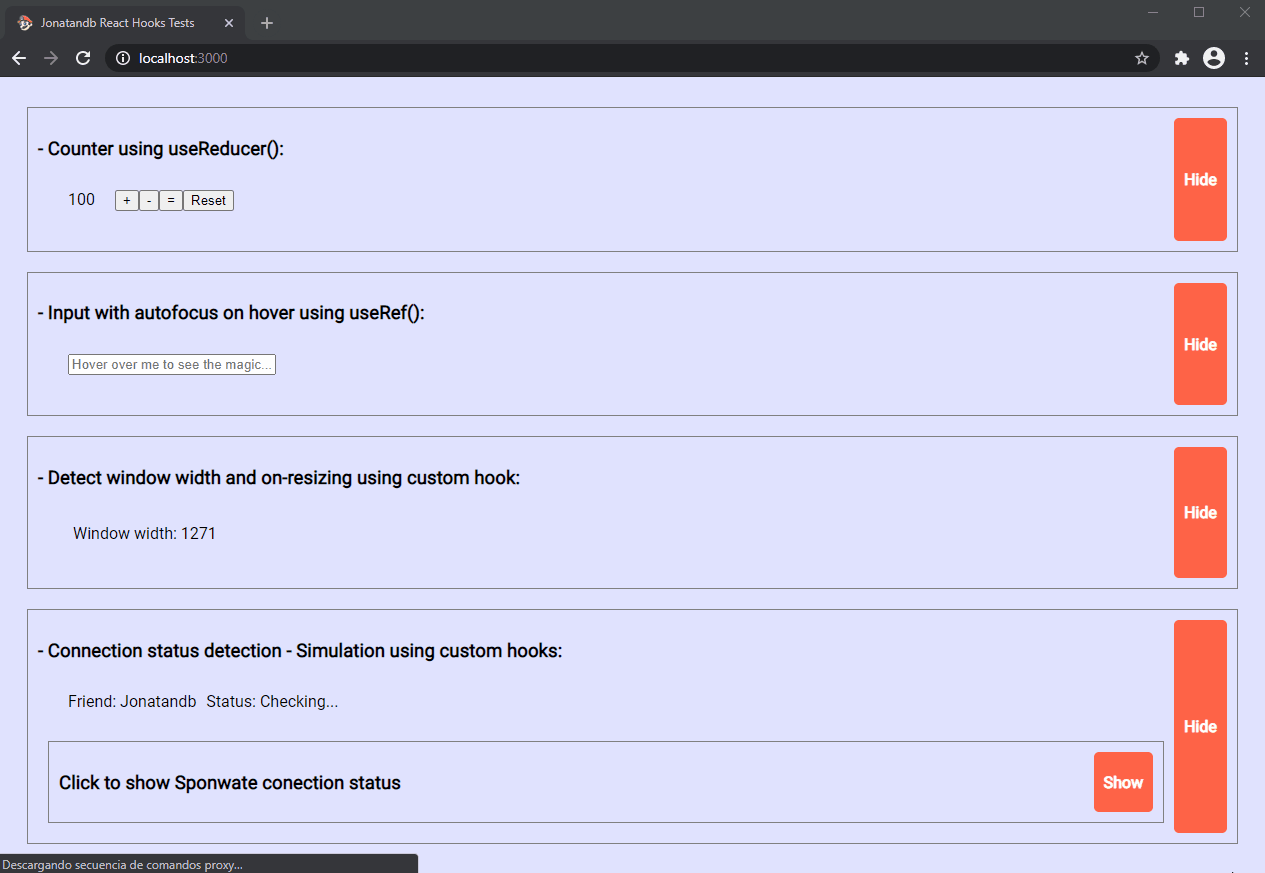 Jonatandb React Hooks Tests
localhost:3000
- Counter using useReducer():
100 + - = Reset
Hide
- Input with autofocus on hover using useRef():
Hover over me to see the magic...
Hide
- Detect window width and on-resizing using custom hook:
Window width: 1271
Hide
- Connection status detection - Simulation using custom hooks:
Friend: Jonatandb Status: Checking...
Hide
Click to show Sponwate conection status
Show
Descargando secuencia de comandos proxy...